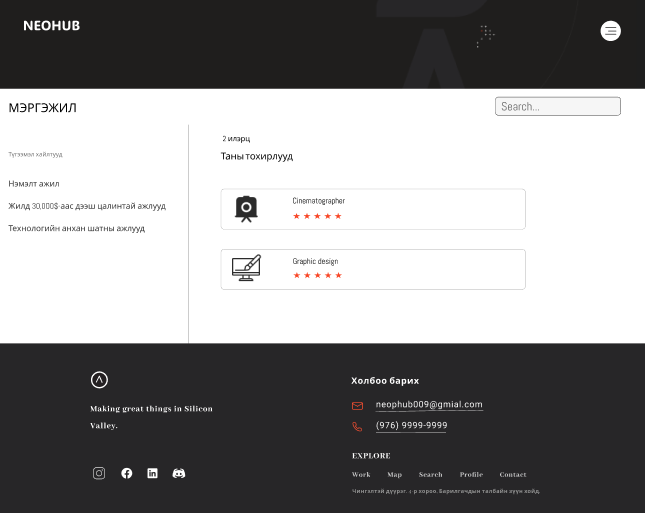 NEOHUB
МЭРГЭЖИЛ
Search...
2 илэрц
Таны тохирлууд
Түгээмэл хайлтууд
Нэмэлт ажил
Жилд 30,000$-аас дээш цалинтай ажлууд
Технологийн анхан шатны ажлууд
Cinematographer
Graphic design
Making great things in Silicon
Valley.
Холбоо барих
neophub009@gmial.com
(976) 9999-9999
EXPLORE
Work Map Search Profile Contact
Чингэлтэй дүүрэг, 1-р хороо, Барилгачдын талбайн зүүн хойд,